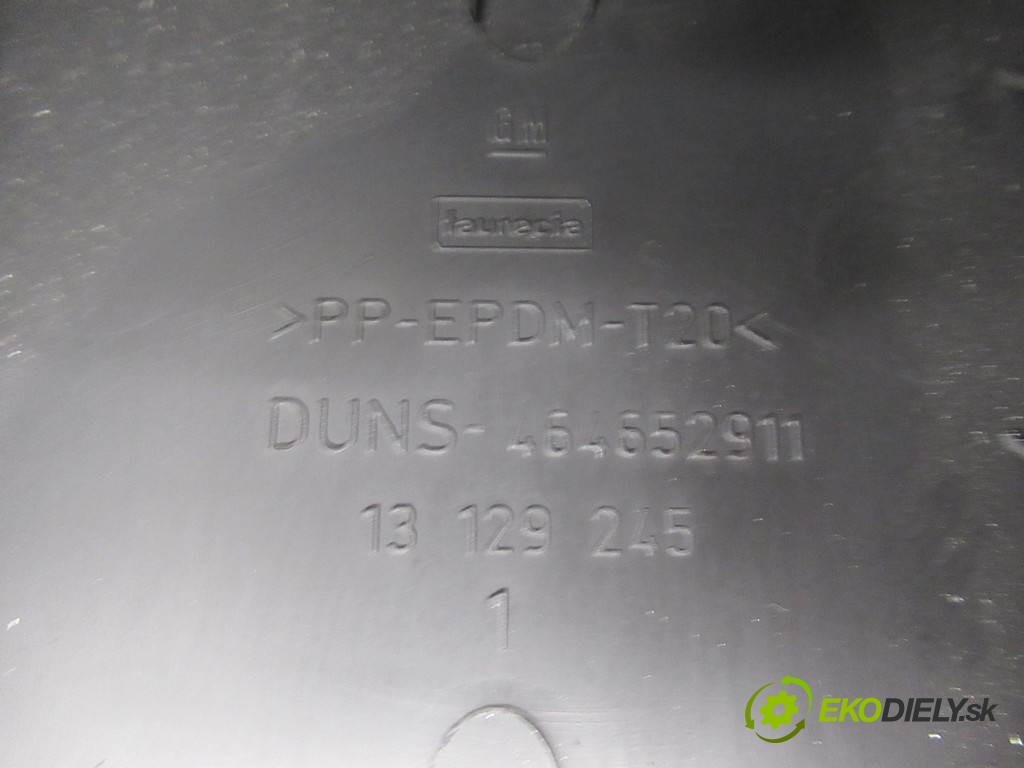 GM
faurecia
>PP-EPDM-T20<
DUNS- 464652911
13 129 245
1
EKODIELY.sk